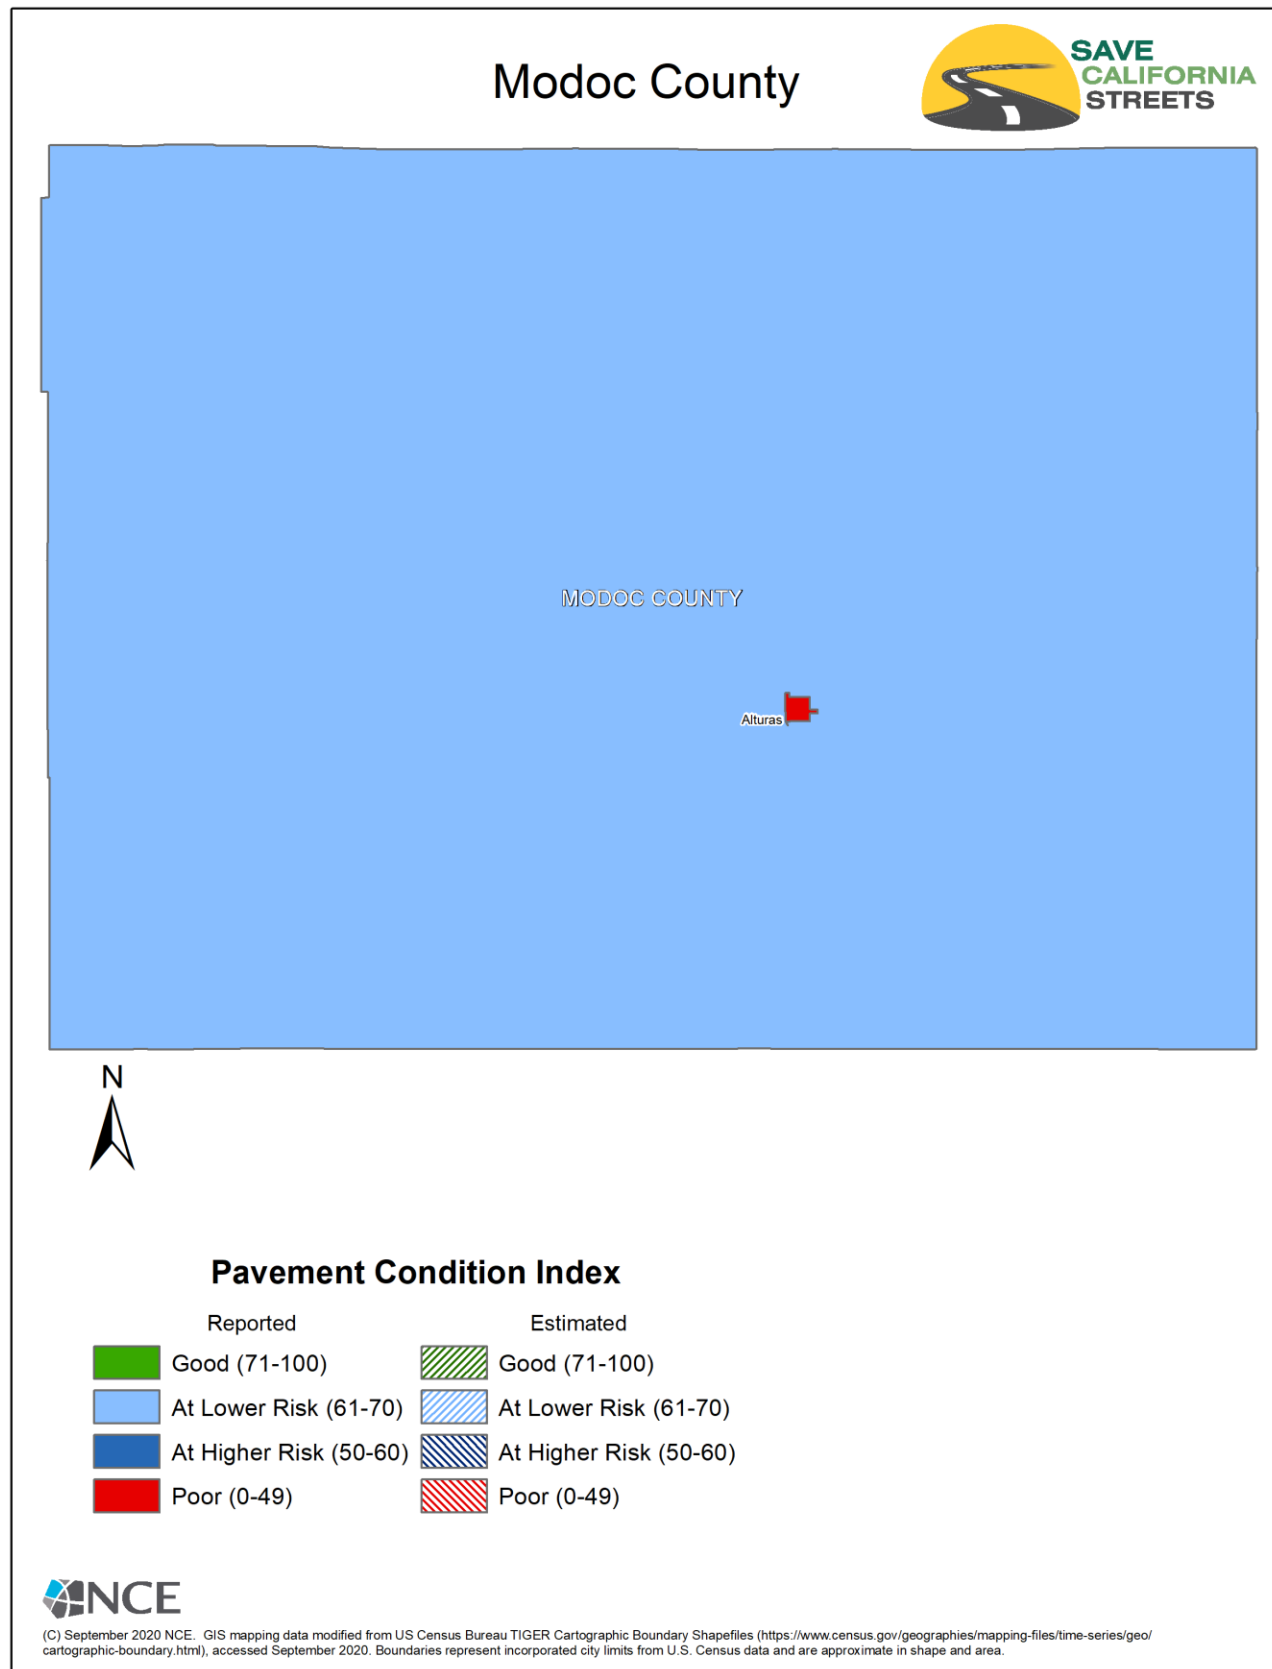 Modoc County
SAVE
CALIFORNIA
STREETS
MODOC COUNTY
Alturas
N
Pavement Condition Index
Reported
Estimated
Good (71-100)
Good (71-100)
At Lower Risk (61-70)
At Lower Risk (61-70)
At Higher Risk (50-60)
At Higher Risk (50-60)
Poor (0-49)
Poor (0-49)
NCE
(C) September 2020 NCE.  GIS mapping data modified from US Census Bureau TIGER Cartographic Boundary Shapefiles (https://www.census.gov/geographies/mapping-files/time-series/geo/
cartographic-boundary.html), accessed September 2020. Boundaries represent incorporated city limits from U.S. Census data and are approximate in shape and area.